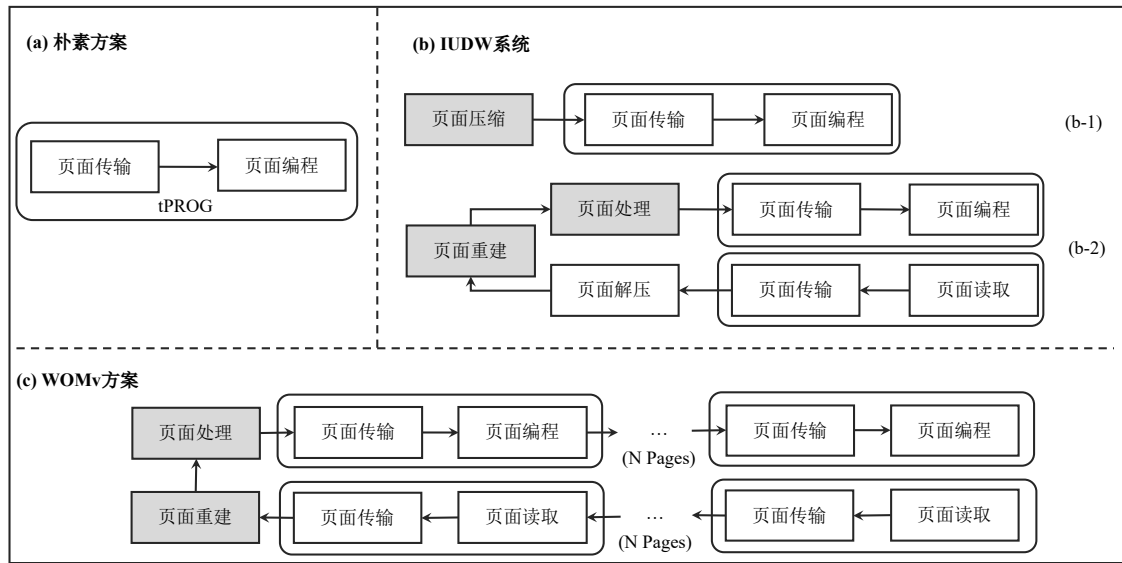 (a) 朴素方案
页面传输
页面编程
tPROG
(b) IUDW系统
页面压缩
页面传输
页面编程
(b-1)
页面处理
页面传输
页面编程
页面重建
(b-2)
页面解压
页面传输
页面读取
(c) WOMv方案
页面处理
页面传输
页面编程
…
(N Pages)
页面传输
页面编程
页面重建
页面传输
页面读取
…
(N Pages)
页面传输
页面读取